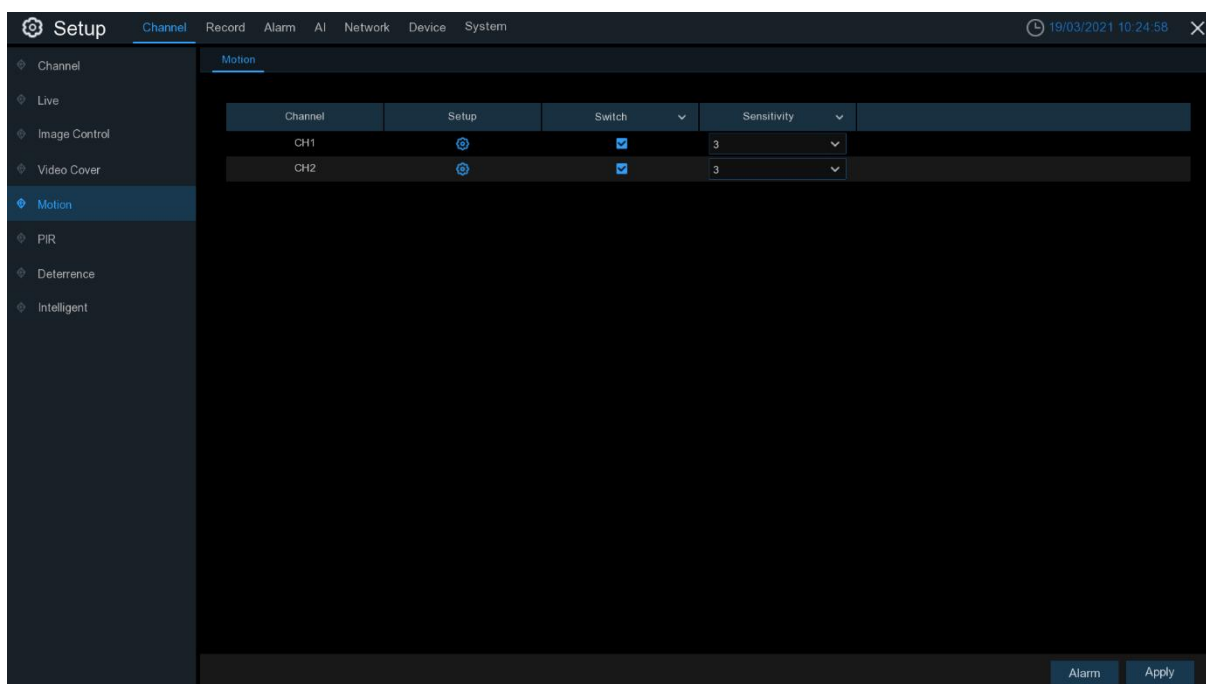 Setup Channel Record Alarm AI Network Device System 19/03/2021 10:24:58
Channel
Live
Image Control
Video Cover
Motion
PIR
Deterrence
Intelligent
Motion
Channel Setup Switch Sensitivity
CH1 3
CH2 3
Alarm Apply